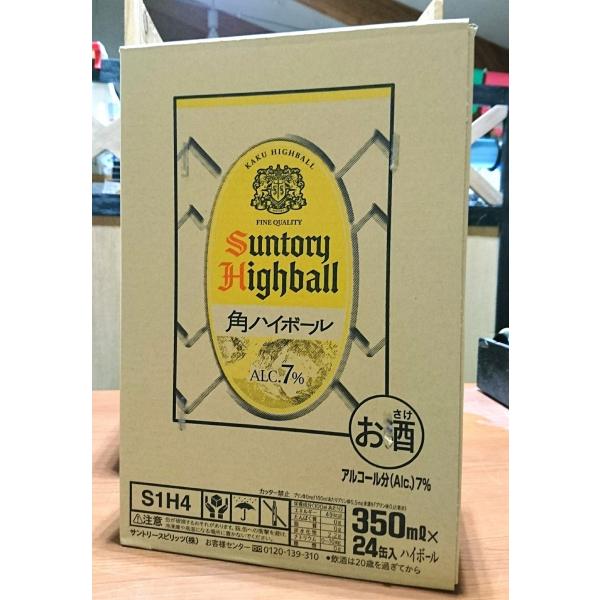 KAKU HIGHBALL
FINE QUALITY
Suntory
Highball
角ハイボール
ALC.7%
さけ
お酒
アルコール分(Alc.)7%
S1H4
カッター禁止
⚠注意
サントリースピリッツ(株) お客様センター 0120-139-310
350ml×
24缶入 ハイボール
•飲酒は20歳を過ぎてから